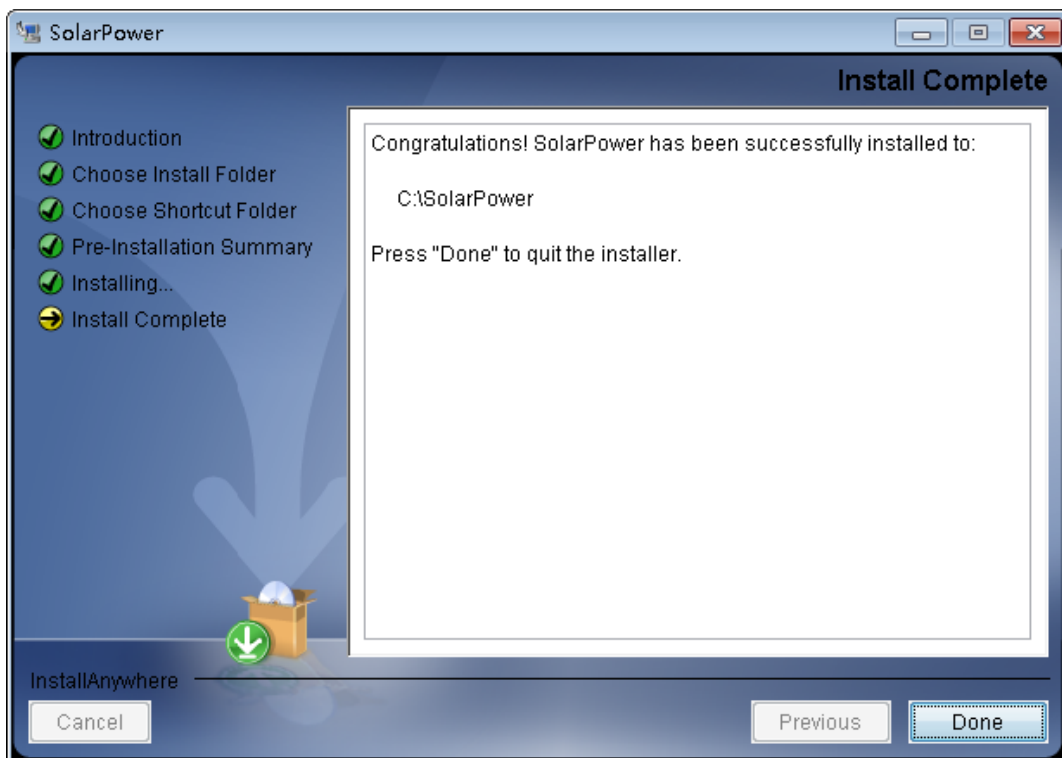 SolarPower
Install Complete
Introduction
Choose Install Folder
Choose Shortcut Folder
Pre-Installation Summary
Installing...
Install Complete
Congratulations! SolarPower has been successfully installed to:
C:\SolarPower
Press "Done" to quit the installer.
InstallAnywhere
Cancel
Previous
Done